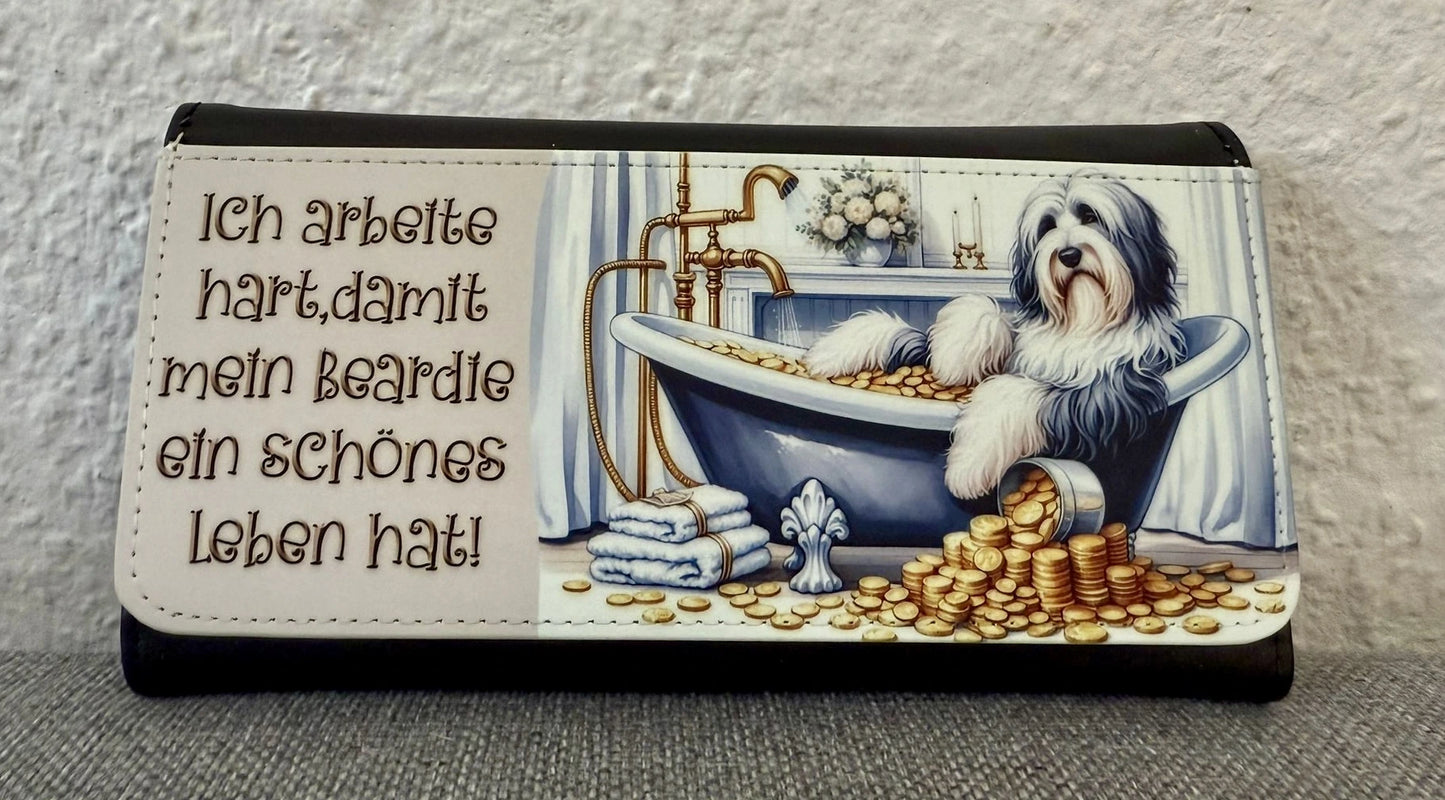 Ich arbeite
hart,damit
mein Beardie
ein schönes
Leben hat!